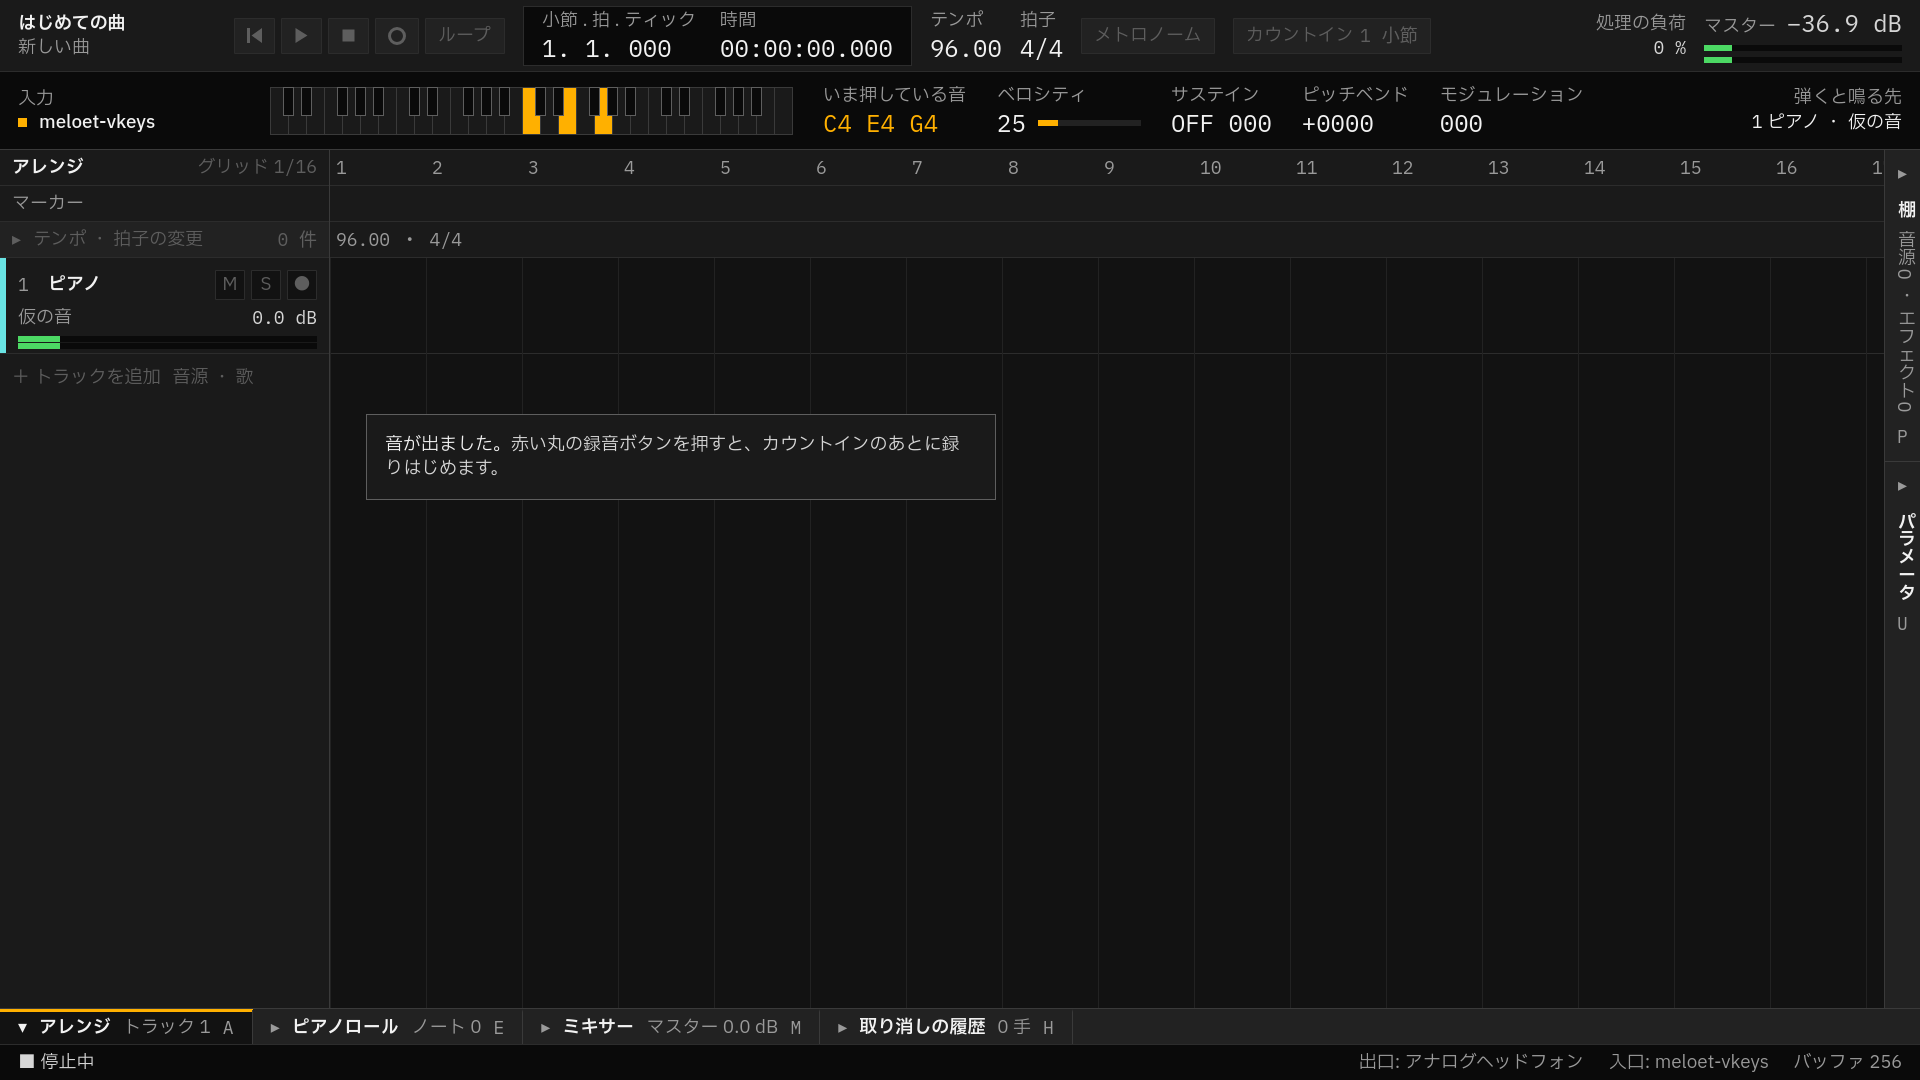 はじめての曲
新しい曲
ループ
小節 . 拍 . ティック 時間
1. 1. 000 00:00:00.000
テンポ 拍子
96.00 4/4
メトロノーム
カウントイン 1 小節
処理の負荷
0 %
マスター −36.9 dB
入力
meloet-vkeys
いま押している音
C4 E4 G4
ベロシティ
25
サステイン
OFF 000
ピッチベンド
+0000
モジュレーション
000
弾くと鳴る先
1 ピアノ · 仮の音
アレンジ グリッド 1/16
1 2 3 4 5 6 7 8 9 10 11 12 13 14 15 16 1
マーカー
▸ テンポ · 拍子の変更 0 件
96.00 · 4/4
1 ピアノ M S
仮の音 0.0 dB
＋ トラックを追加 音源 · 歌
音が出ました。赤い丸の録音ボタンを押すと、カウントインのあとに録
りはじめます。
▸ 棚 音源 0 · エフェクト 0 P
▸ パラメータ U
▾ アレンジ トラック 1 A
▸ ピアノロール ノート 0 E
▸ ミキサー マスター 0.0 dB M
▸ 取り消しの履歴 0 手 H
■ 停止中
出口: アナログヘッドフォン 入口: meloet-vkeys バッファ 256